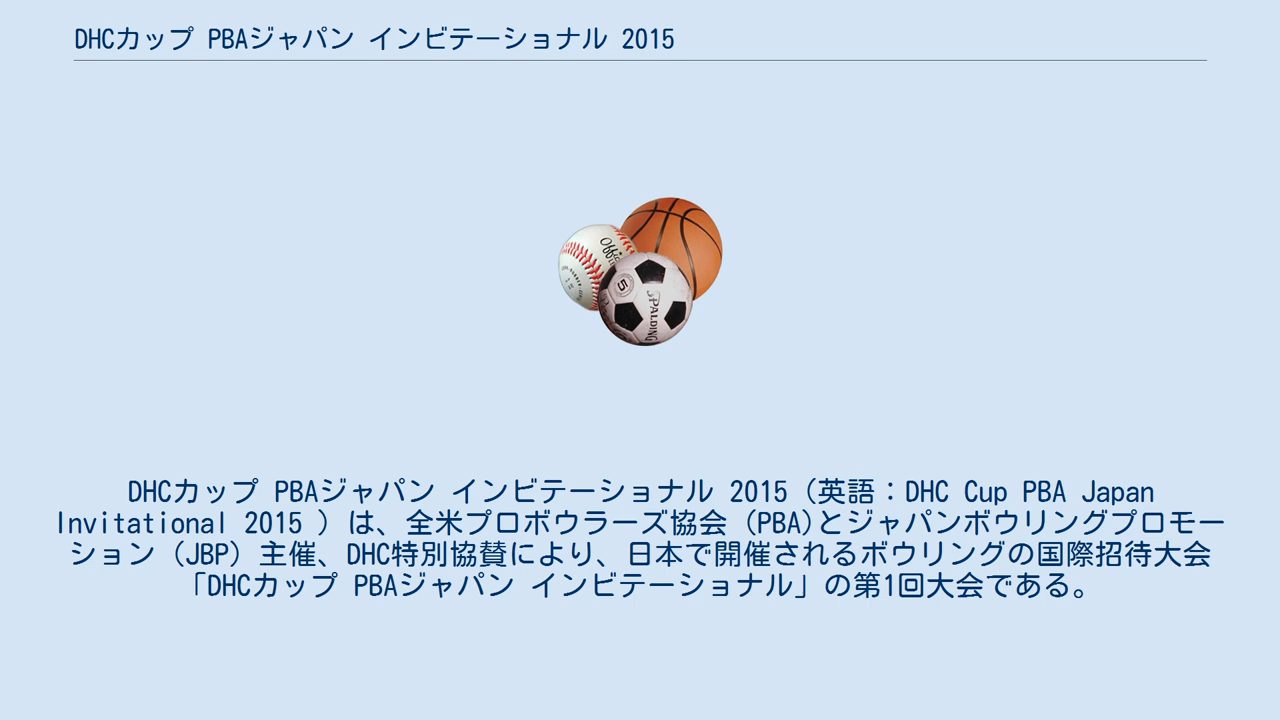 DHCカップ PBAジャパン インビテーショナル 2015
Official
5
SPALDING
DHCカップ PBAジャパン インビテーショナル 2015（英語：DHC Cup PBA Japan
Invitational 2015 ）は、全米プロボウラーズ協会 (PBA)とジャパンボウリングプロモー
ション（JBP）主催、DHC特別協賛により、日本で開催されるボウリングの国際招待大会
「DHCカップ PBAジャパン インビテーショナル」の第1回大会である。